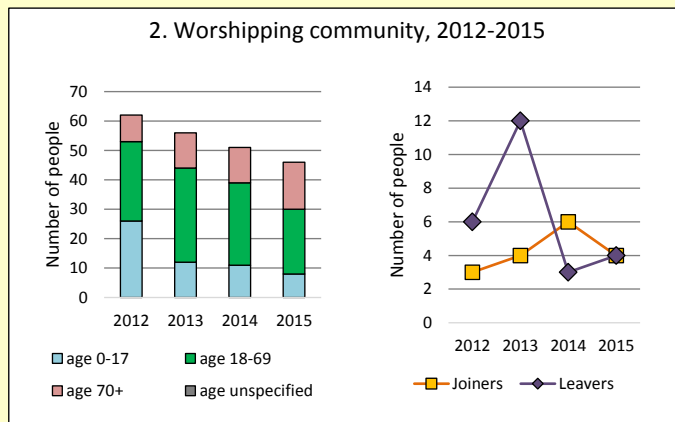 2. Worshipping community, 2012-2015
Number of people
70
60
50
40
30
20
10
0
2012 2013 2014 2015
age 0-17 age 18-69
age 70+ age unspecified
Number of people
14
12
10
8
6
4
2
0
2012 2013 2014 2015
Joiners Leavers